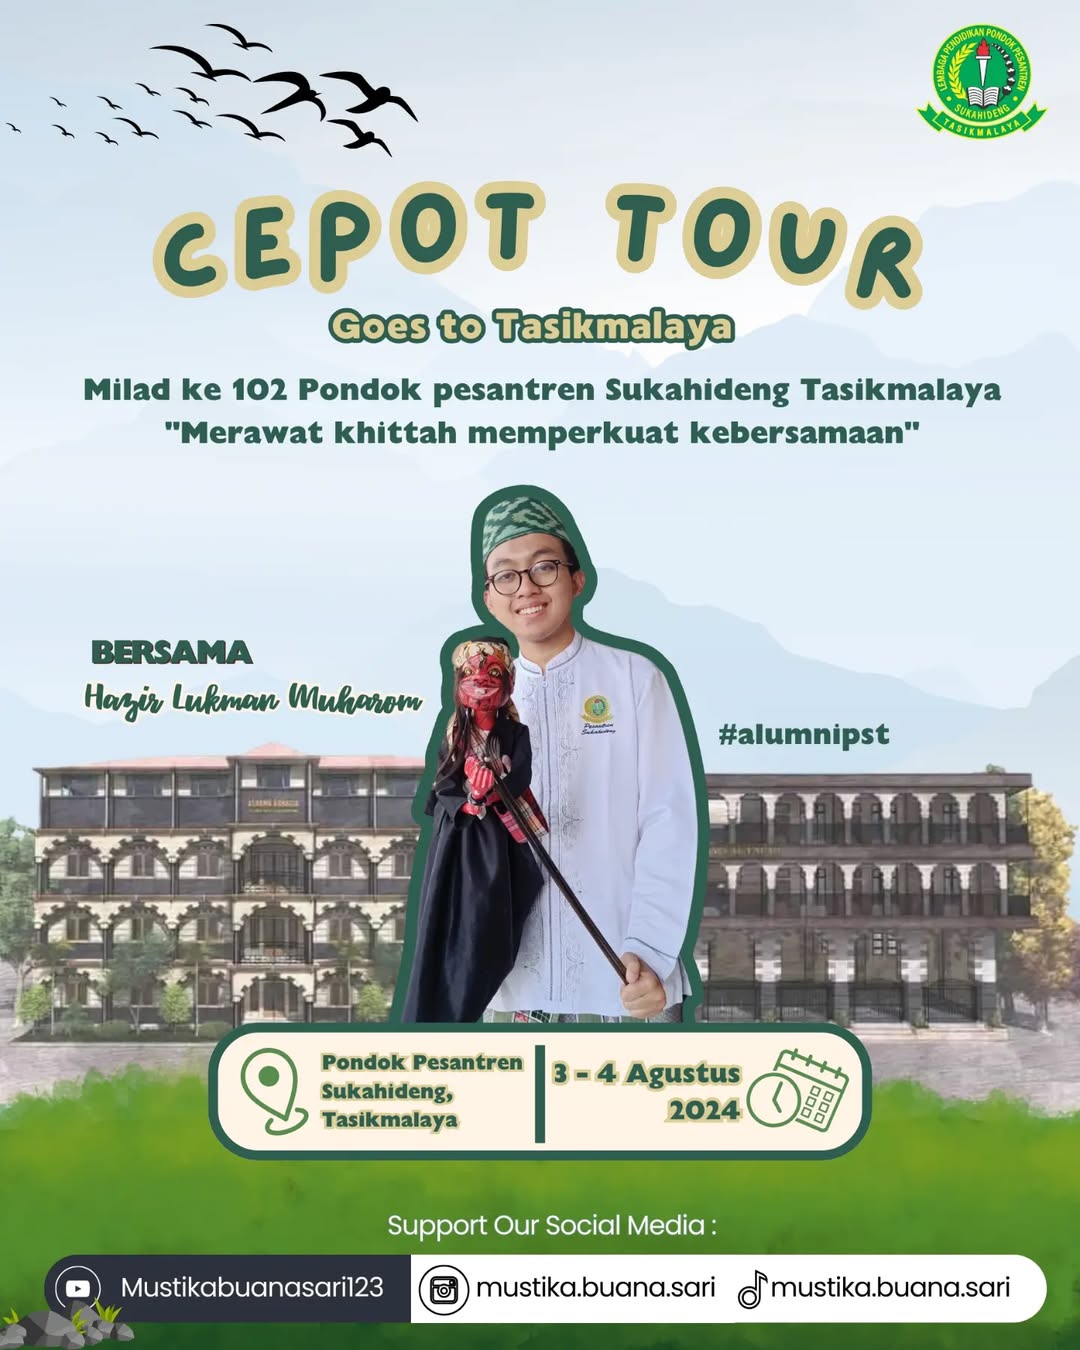 LEMBAGA PENDIDIKAN PONDOK PESANTREN
SUKAHIDENG
TASIKMALAYA
CEPOT TOUR
Goes to Tasikmalaya
Milad ke 102 Pondok pesantren Sukahideng Tasikmalaya
"Merawat khittah memperkuat kebersamaan"
BERSAMA
Hazir Lukman Muharom
Pesantren
Sukahideng
#alumnipst
Pondok Pesantren
Sukahideng,
Tasikmalaya
3 - 4 Agustus
2024
Support Our Social Media :
Mustikabuanasari123
mustika.buana.sari
mustika.buana.sari